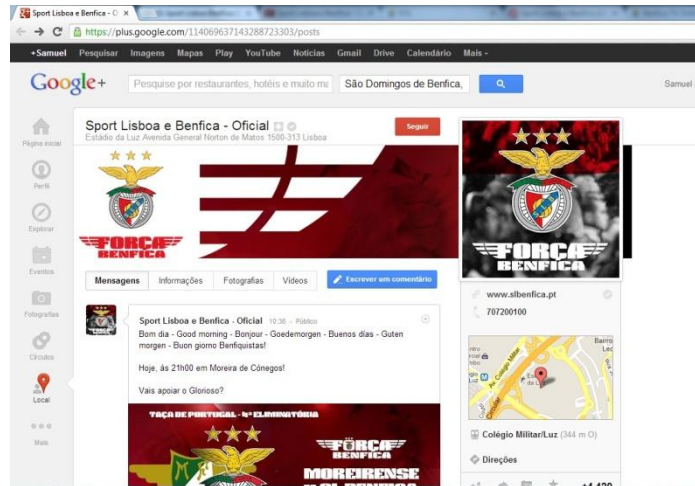 Sport Lisboa e Benfica - O
https://plus.google.com/114069637143288723303/posts
+Samuel Pesquisar Imagens Mapas Play YouTube Notícias Gmail Drive Calendário Mais
Google+
Pesquise por restaurantes, hotéis e muito ma
São Domingos de Benfica,
Samuel
Página inicial
Perfil
Explorar
Eventos
Fotografias
Círculos
Local
Mais
Sport Lisboa e Benfica - Oficial
Estádio da Luz Avenida General Norton de Matos 1500-313 Lisboa
Seguir
FORÇA
BENFICA
Mensagens Informações Fotografias Vídeos Escrever um comentário
Sport Lisboa e Benfica - Oficial 10:36 - Público
Bom dia - Good morning - Bonjour - Goedemorgen - Buenos días - Guten
morgen - Buon giorno Benfiquistas!
Hoje, às 21h00 em Moreira de Cónegos!
Vais apoiar o Glorioso?
TAÇA DE PORTUGAL - 4ª ELIMINATÓRIA
FORÇA
BENFICA
MOREIRENSE
FORÇA
BENFICA
www.slbenfica.pt
707200100
Av. Colégio Militar
Bairro
Colégio Militar/Luz (344 m O)
Direções
+4.420